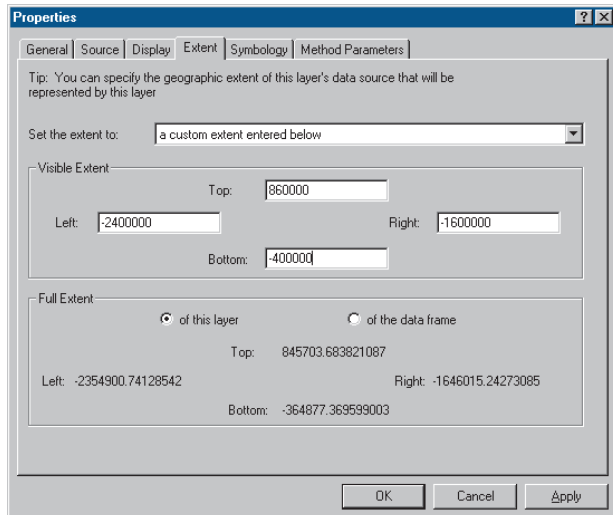 Properties
General Source Display Extent Symbology Method Parameters
Tip: You can specify the geographic extent of this layer's data source that will be
represented by this layer
Set the extent to: a custom extent entered below
Visible Extent
Top: 860000
Left: -2400000 Right: -1600000
Bottom: -400000
Full Extent
of this layer of the data frame
Top: 845703.683821087
Left: -2354900.74128542 Right: -1646015.24273085
Bottom: -364877.369599003
OK Cancel Apply